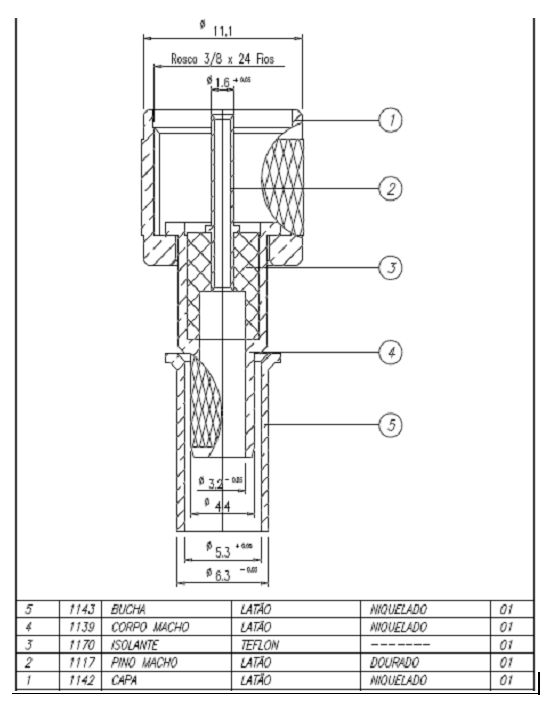 ø 11,1
Rosca 3/8 x 24 Fios
ø 1.6 + 0.05
1
2
3
4
5
ø 3.2 - 0.05
ø 4.4
ø 5.3 + 0.05
ø 6.3 - 0.05
5 1143 BUCHA LATÃO NIQUELADO 01
4 1139 CORPO MACHO LATÃO NIQUELADO 01
3 1170 ISOLANTE TEFLON ------- 01
2 1117 PINO MACHO LATÃO DOURADO 01
1 1142 CAPA LATÃO NIQUELADO 01